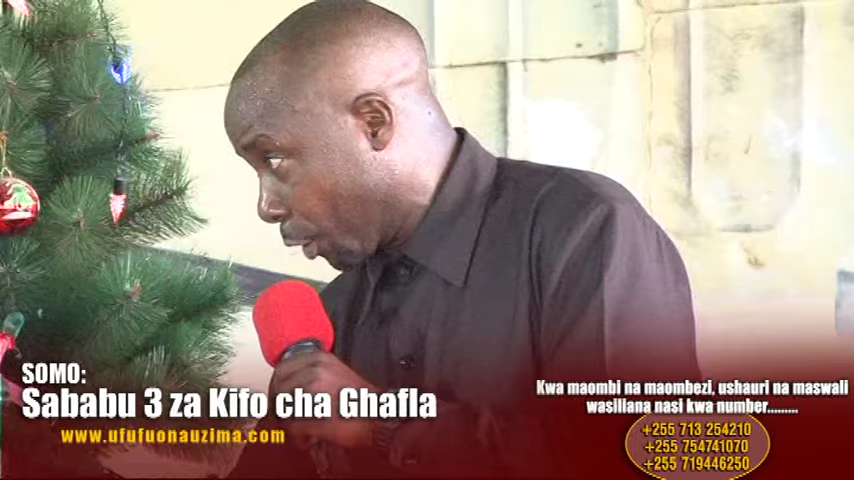 SOMO:
Sababu 3 za Kifo cha Ghafla
www.ufufuonauzima.com
Kwa maombi na maombezi, ushauri na maswali
wasiliana nasi kwa number.........
+255 713 254210
+255 754741070
+255 719446250